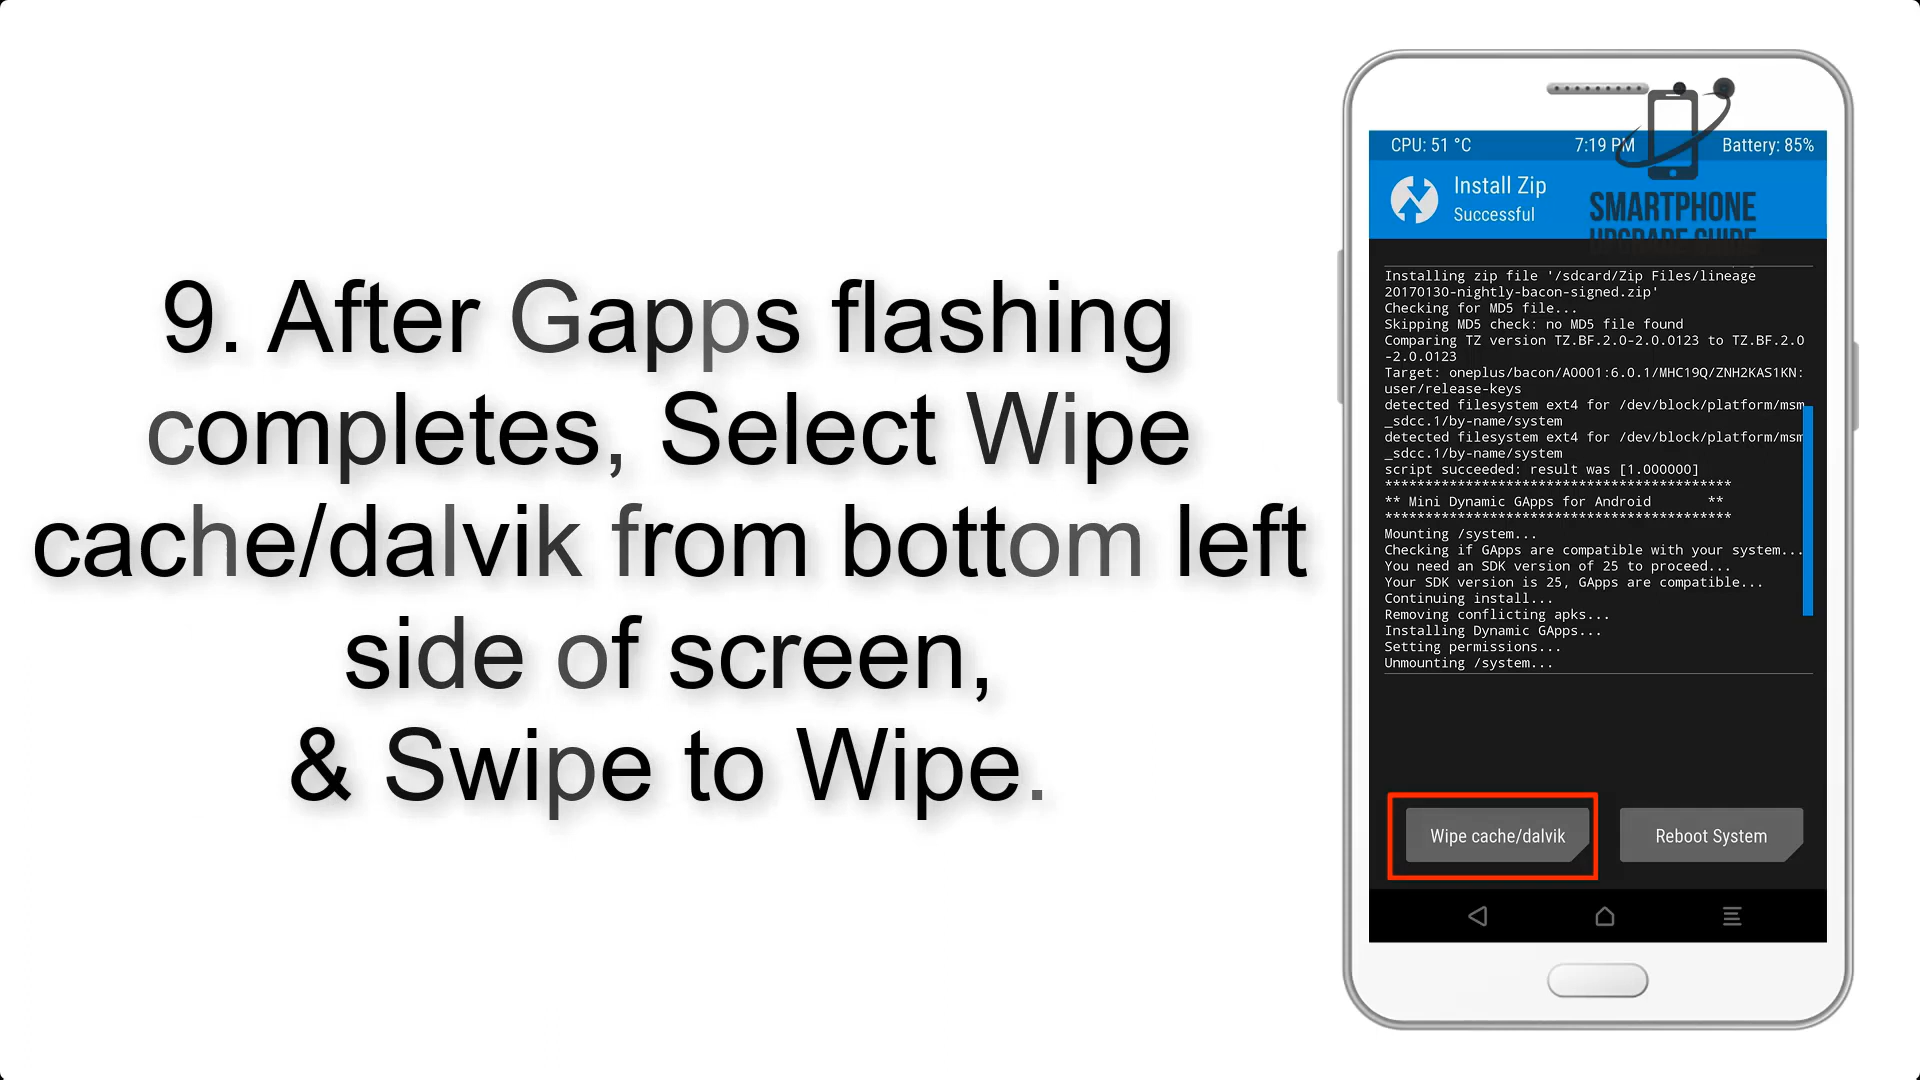 9. After Gapps flashing
completes, Select Wipe
cache/dalvik from bottom left
side of screen,
& Swipe to Wipe.
CPU: 51 °C 7:19 PM Battery: 85%
Install Zip
Successful
SMARTPHONE
UPGRADE GUIDE
Installing zip file '/sdcard/Zip Files/lineage
20170130-nightly-bacon-signed.zip'
Checking for MD5 file...
Skipping MD5 check: no MD5 file found
Comparing TZ version TZ.BF.2.0-2.0.0123 to TZ.BF.2.0
-2.0.0123
Target: oneplus/bacon/A0001:6.0.1/MHC19Q/ZNH2KAS1KN:
user/release-keys
detected filesystem ext4 for /dev/block/platform/msm
_sdcc.1/by-name/system
detected filesystem ext4 for /dev/block/platform/msm
_sdcc.1/by-name/system
script succeeded: result was [1.000000]
******************************************
** Mini Dynamic GApps for Android **
******************************************
Mounting /system...
Checking if GApps are compatible with your system...
You need an SDK version of 25 to proceed...
Your SDK version is 25, GApps are compatible...
Continuing install...
Removing conflicting apks...
Installing Dynamic GApps...
Setting permissions...
Unmounting /system...
Wipe cache/dalvik Reboot System